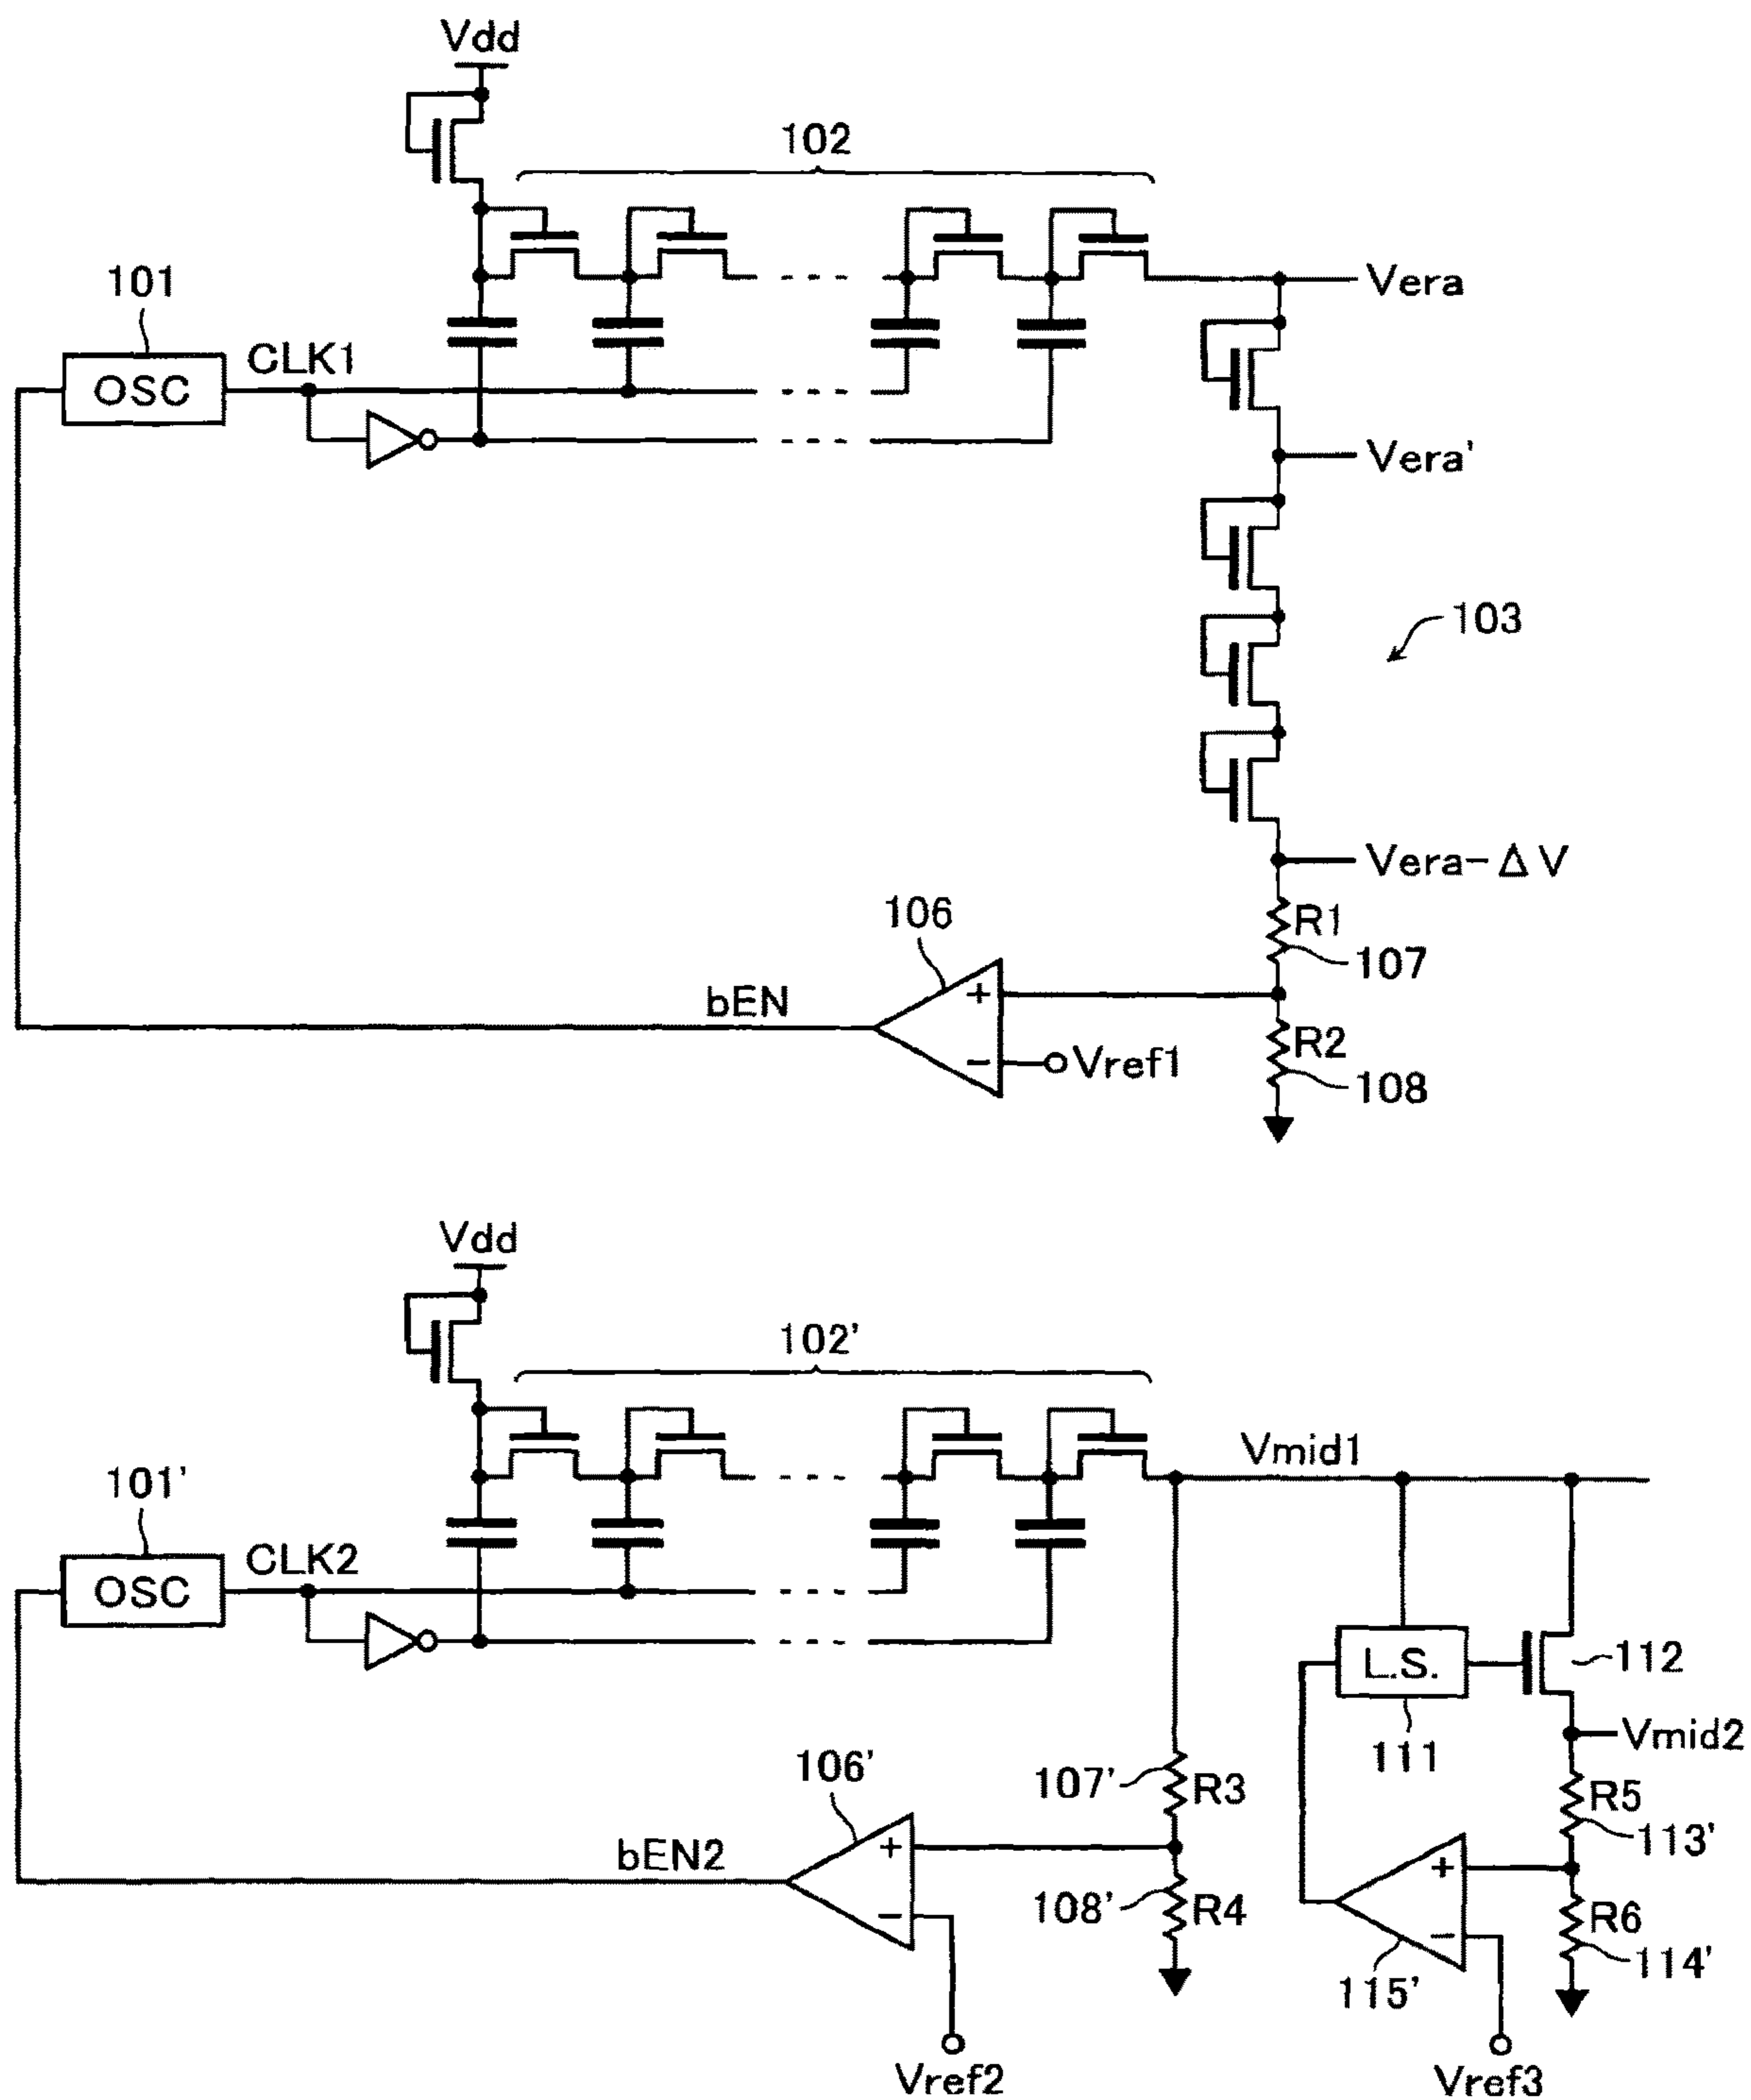 Vdd
102
101
Vera
CLK1
OSC
Vera'
103
Vera-ΔV
106
R1
107
bEN
+
R2
−
Vref1
108
Vdd
102'
Vmid1
101'
CLK2
OSC
L.S.
112
Vmid2
111
106'
107'
R3
R5
113'
bEN2
+
+
108'
R4
R6
−
−
114'
115'
Vref2
Vref3